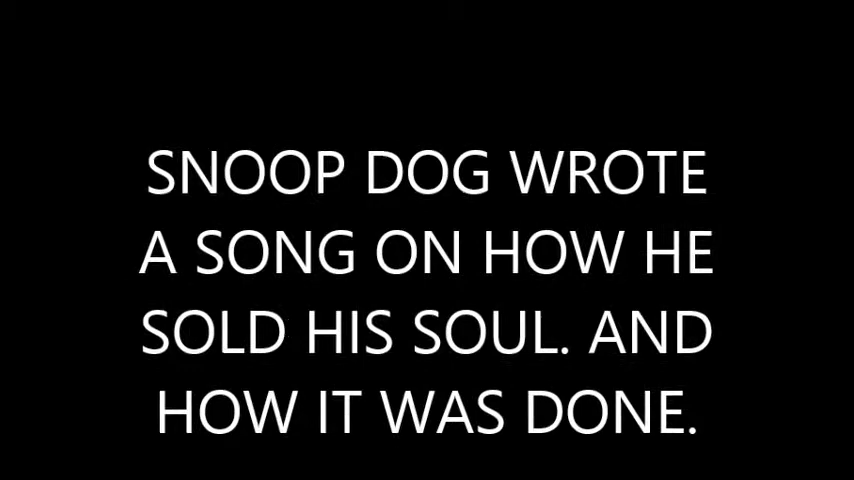 SNOOP DOG WROTE
A SONG ON HOW HE
SOLD HIS SOUL. AND
HOW IT WAS DONE.